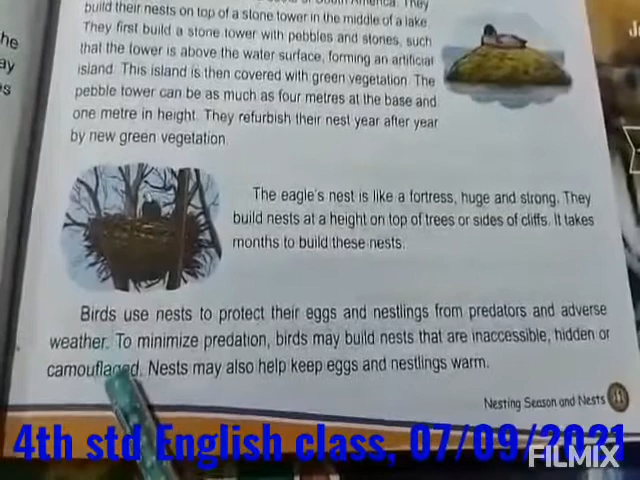 of South America. They
build their nests on top of a stone tower in the middle of a lake.
They first build a stone tower with pebbles and stones, such
that the tower is above the water surface, forming an artificial
island. This island is then covered with green vegetation. The
pebble tower can be as much as four metres at the base and
one metre in height. They refurbish their nest year after year
by new green vegetation.
The eagle's nest is like a fortress, huge and strong. They
build nests at a height on top of trees or sides of cliffs. It takes
months to build these nests.
Birds use nests to protect their eggs and nestlings from predators and adverse
weather. To minimize predation, birds may build nests that are inaccessible, hidden or
camouflaged. Nests may also help keep eggs and nestlings warm.
Nesting Season and Nests
4th std English class, 07/09/2021
FILMIX